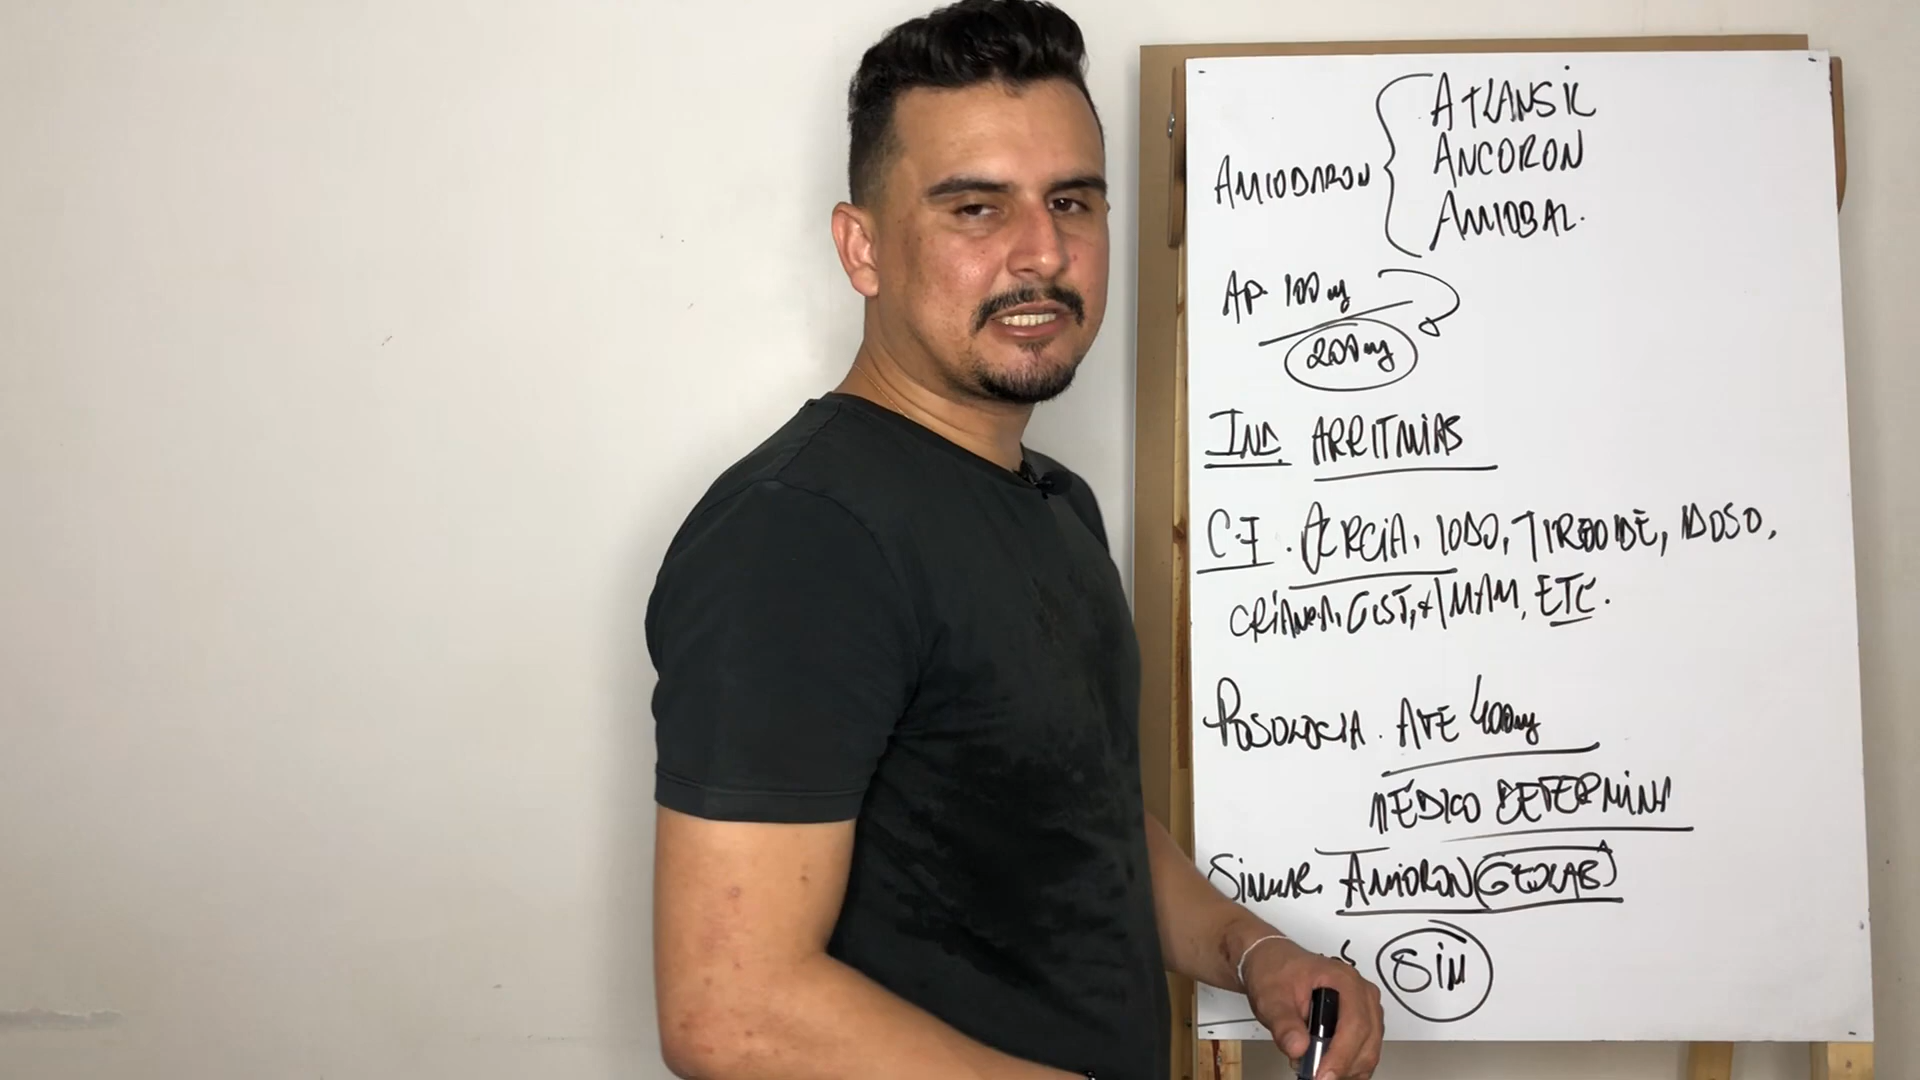 AMIODARON { ATLANSIL
ANCORON
AMIOBAL.
AP. 100mg
200mg
IND. ARRITMIAS
C.I. ALERGIA, IODO, TIREOIDE, IDOSO,
CRIANÇA, GEST, + AMAM, ETC.
POSOLOGIA. ATÉ 400mg
MÉDICO DETERMINA
SIMILAR. AMIORON (GEOLAB)
SIM